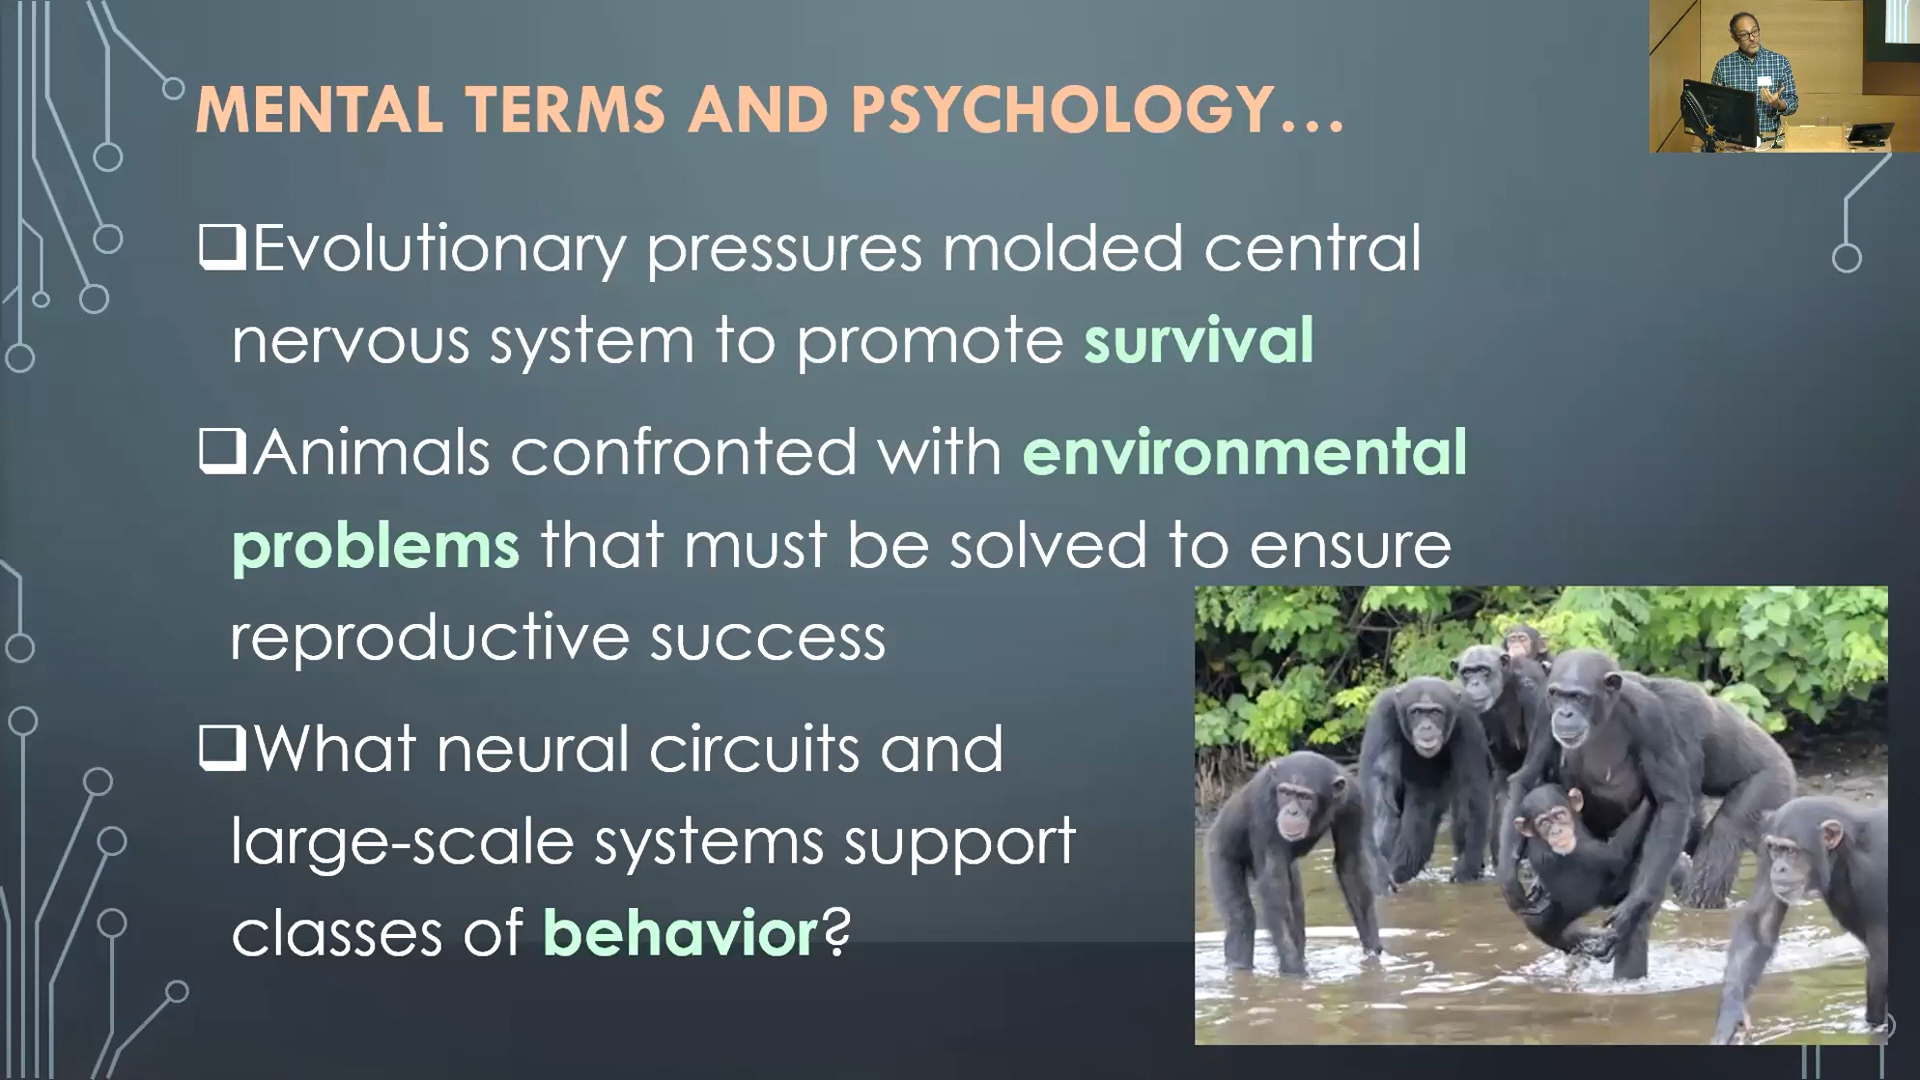 MENTAL TERMS AND PSYCHOLOGY…
Evolutionary pressures molded central
nervous system to promote survival
Animals confronted with environmental
problems that must be solved to ensure
reproductive success
What neural circuits and
large-scale systems support
classes of behavior?